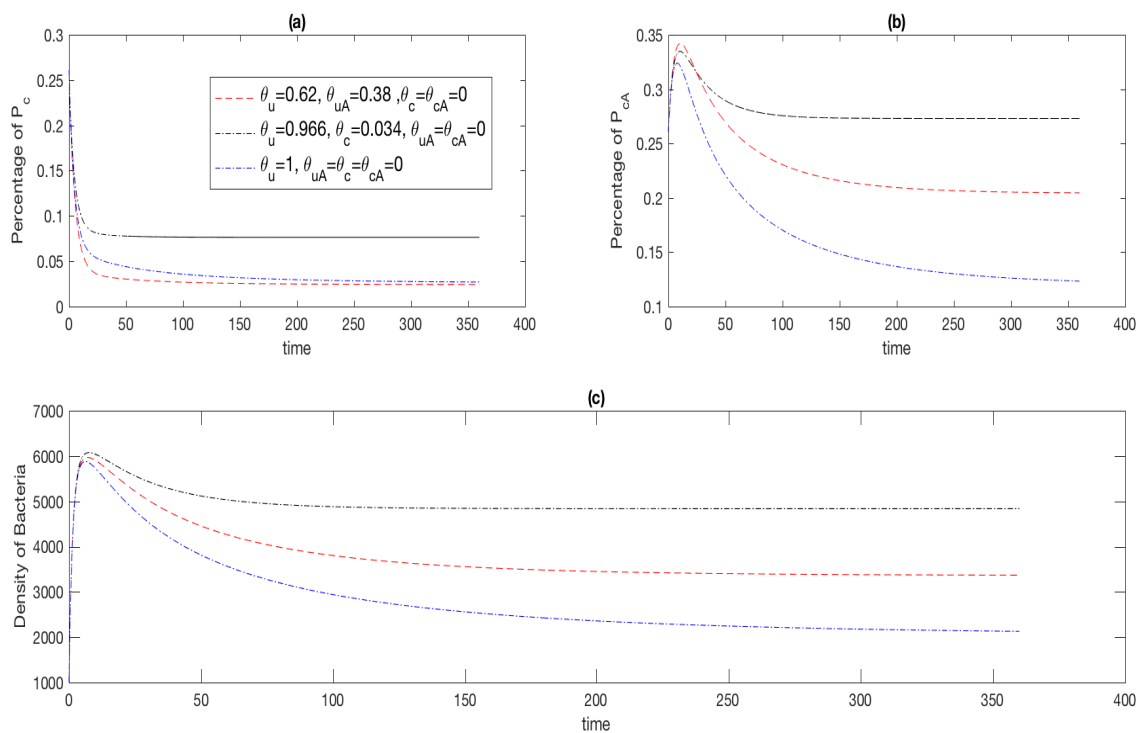 (a)
Percentage of P_c
0.3
0.25
0.2
0.15
0.1
0.05
0
θ_u=0.62, θ_uA=0.38 ,θ_c=θ_cA=0
θ_u=0.966, θ_c=0.034, θ_uA=θ_cA=0
θ_u=1, θ_uA=θ_c=θ_cA=0
0 50 100 150 200 250 300 350 400
time
(b)
Percentage of P_cA
0.35
0.3
0.25
0.2
0.15
0.1
0 50 100 150 200 250 300 350 400
time
(c)
Density of Bacteria
7000
6000
5000
4000
3000
2000
1000
0 50 100 150 200 250 300 350 400
time